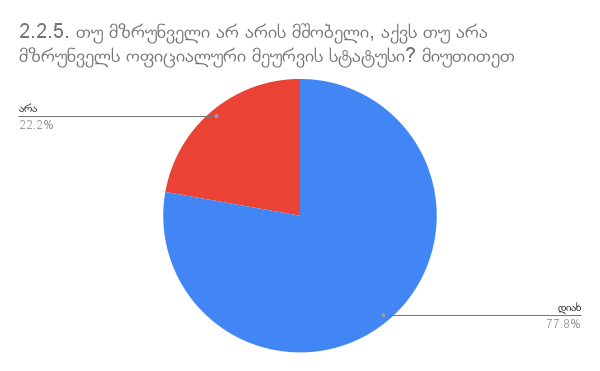 2.2.5. თუ მზრუნველი არ არის მშობელი, აქვს თუ არა
მზრუნველს ოფიციალური მეურვის სტატუსი? მიუთითეთ
არა
22.2%
დიახ
77.8%